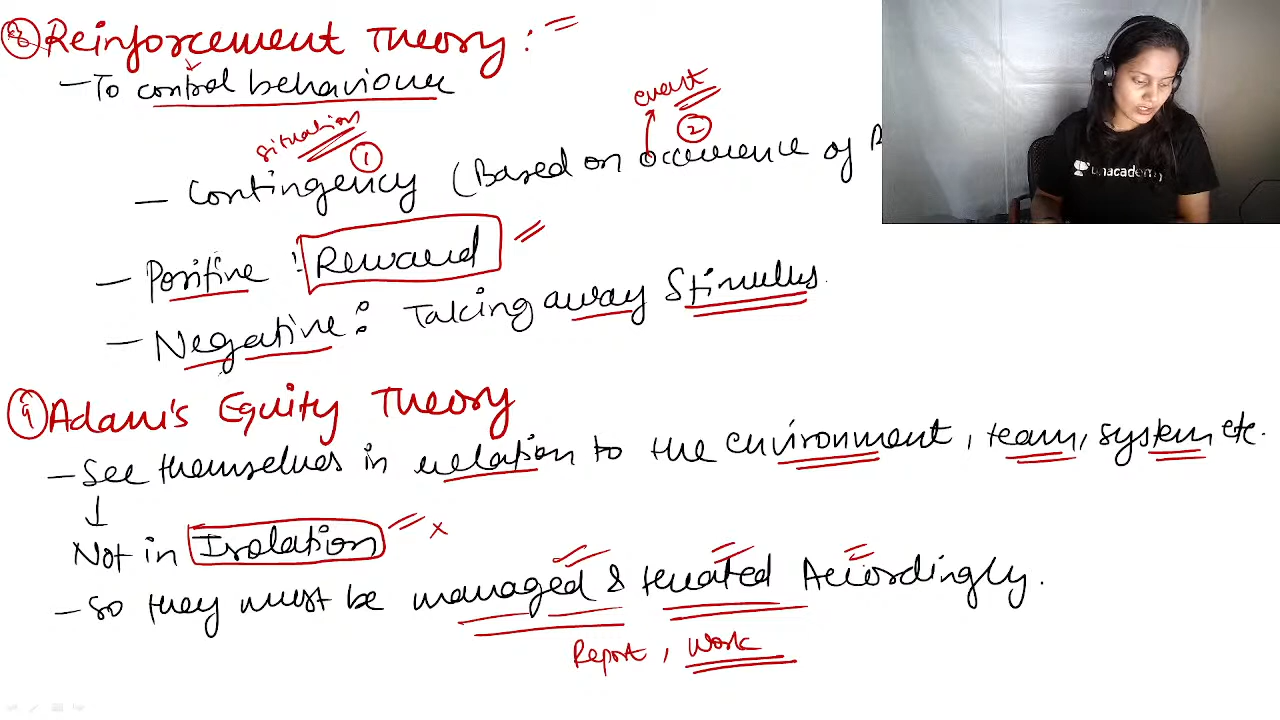 ⑧ Reinforcement Theory :
- To control behaviour
situation ① event ②
- Contingency (Based on occurence of
- Positive : Reward
- Negative : Taking away Stimulus.
⑨ Adam's Equity Theory
- See themselves in relation to the environment, team, system etc.
↓
Not in Isolation x
- So they must be managed & treated Accordingly.
Report, Work
unacademy